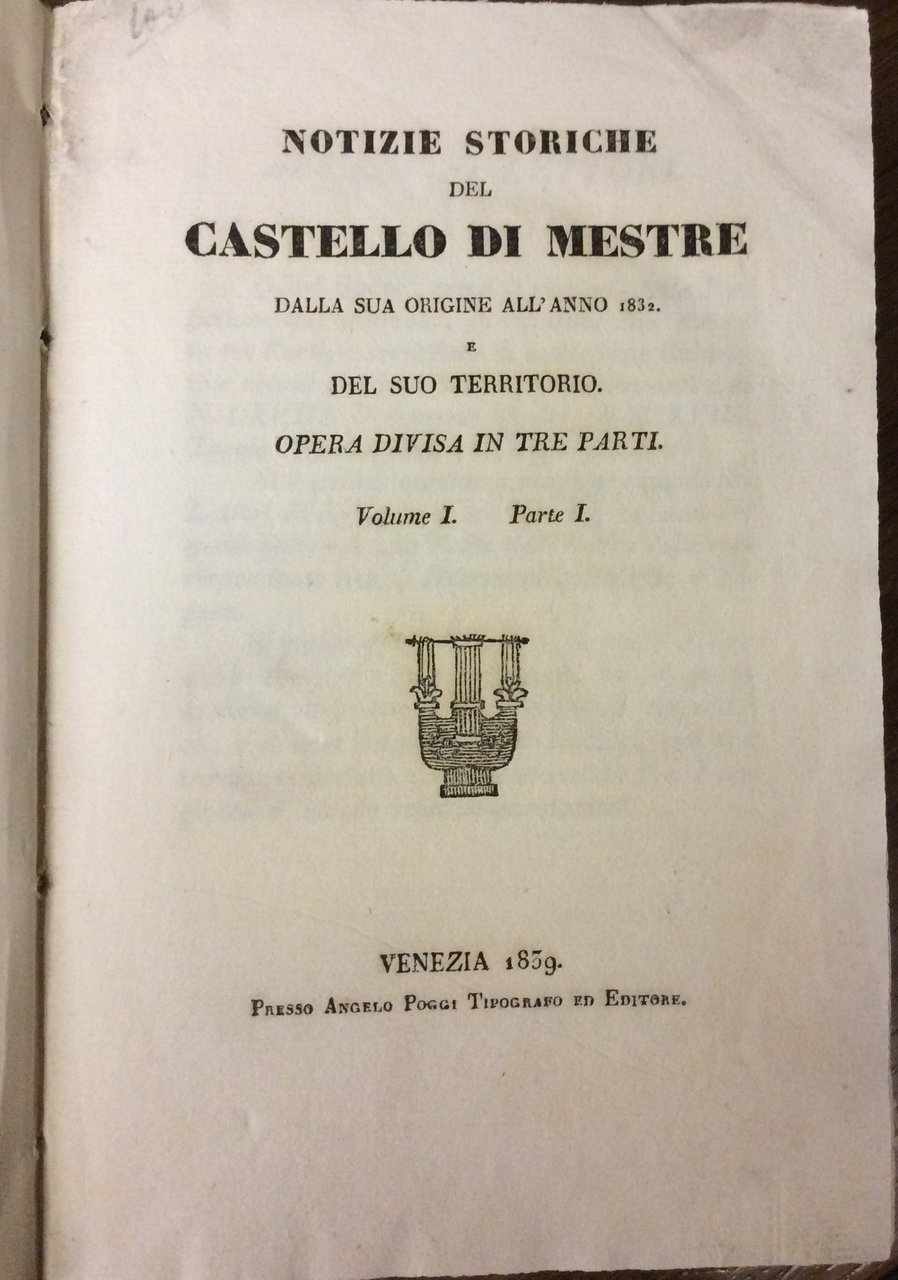 NOTIZIE STORICHE
DEL
CASTELLO DI MESTRE
DALLA SUA ORIGINE ALL'ANNO 1832.
E
DEL SUO TERRITORIO.
OPERA DIVISA IN TRE PARTI.
Volume I. Parte I.
VENEZIA 1839.
PRESSO ANGELO POGGI TIPOGRAFO ED EDITORE.